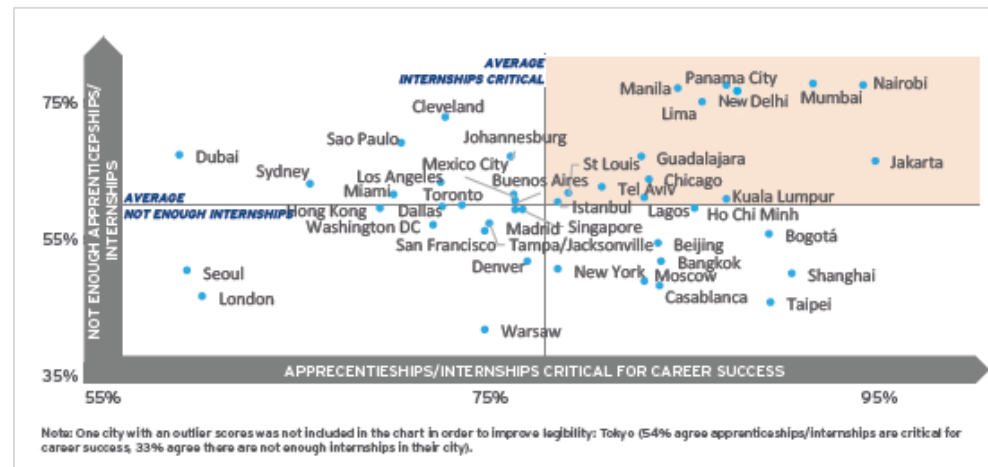 AVERAGE
INTERNSHIPS CRITICAL
75%
Manila
Panama City
Nairobi
Cleveland
Lima
New Delhi
Mumbai
Sao Paulo
Johannesburg
Dubai
Mexico City
St Louis
Guadalajara
Jakarta
Sydney
Los Angeles
Buenos Aires
Chicago
Miami
Toronto
Tel Aviv
Kuala Lumpur
AVERAGE
NOT ENOUGH INTERNSHIPS
Hong Kong
Dallas
Istanbul
Lagos
Ho Chi Minh
Washington DC
Madrid
Singapore
Bogotá
55%
San Francisco
Tampa/Jacksonville
Beijing
Seoul
Denver
New York
Bangkok
Moscow
Shanghai
London
Casablanca
Taipei
Warsaw
NOT ENOUGH APPRENTICEPSHIPS/
INTERNSHIPS
APPRECENTIESHIPS/INTERNSHIPS CRITICAL FOR CAREER SUCCESS
35%
55%
75%
95%
Note: One city with an outlier scores was not included in the chart in order to improve legibility: Tokyo (54% agree apprenticeships/internships are critical for
career success, 33% agree there are not enough internships in their city).